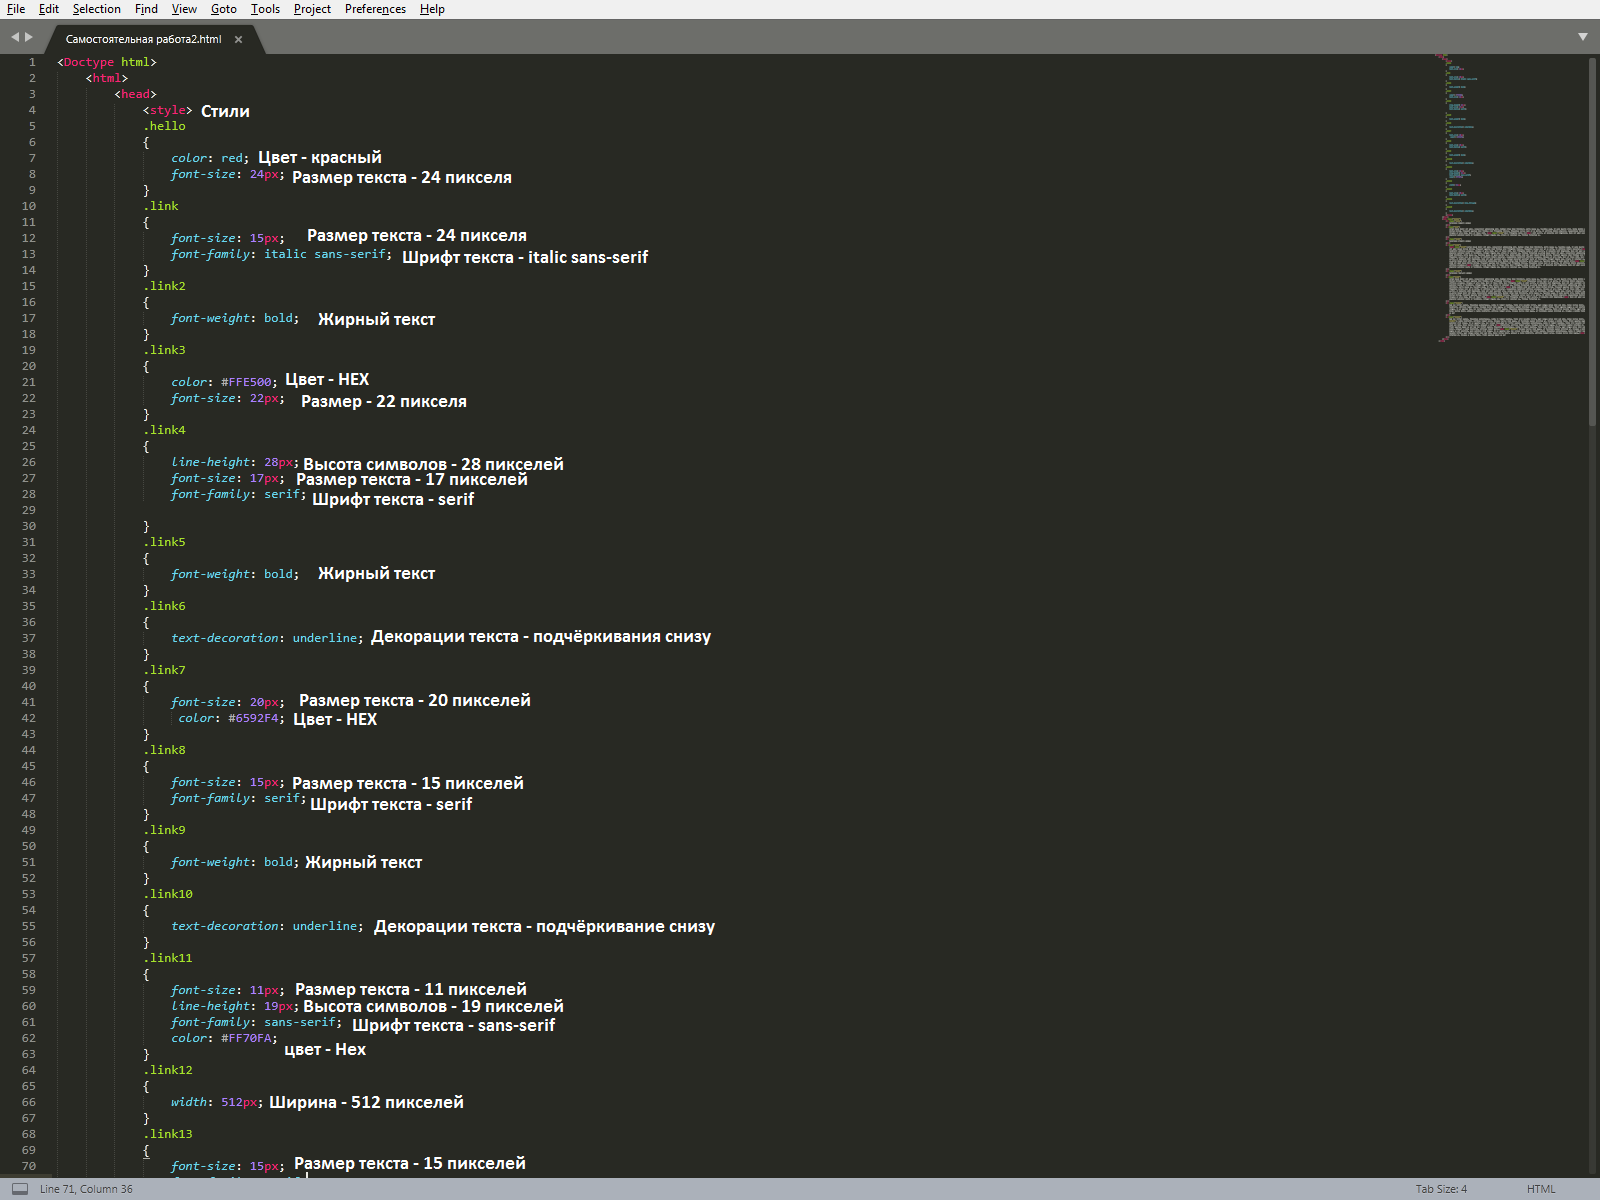 File Edit Selection Find View Goto Tools Project Preferences Help
Самостоятельная работа2.html ×
1 <Doctype html>
2 <html>
3 <head>
4 <style> Стили
5 .hello
6 {
7 color: red; Цвет - красный
8 font-size: 24px; Размер текста - 24 пикселя
9 }
10 .link
11 {
12 font-size: 15px; Размер текста - 24 пикселя
13 font-family: italic sans-serif; Шрифт текста - italic sans-serif
14 }
15 .link2
16 {
17 font-weight: bold; Жирный текст
18 }
19 .link3
20 {
21 color: #FFE500; Цвет - HEX
22 font-size: 22px; Размер - 22 пикселя
23 }
24 .link4
25 {
26 line-height: 28px; Высота символов - 28 пикселей
27 font-size: 17px; Размер текста - 17 пикселей
28 font-family: serif; Шрифт текста - serif
29
30 }
31 .link5
32 {
33 font-weight: bold; Жирный текст
34 }
35 .link6
36 {
37 text-decoration: underline; Декорации текста - подчёркивания снизу
38 }
39 .link7
40 {
41 font-size: 20px; Размер текста - 20 пикселей
42 color: #6592F4; Цвет - HEX
43 }
44 .link8
45 {
46 font-size: 15px; Размер текста - 15 пикселей
47 font-family: serif; Шрифт текста - serif
48 }
49 .link9
50 {
51 font-weight: bold; Жирный текст
52 }
53 .link10
54 {
55 text-decoration: underline; Декорации текста - подчёркивание снизу
56 }
57 .link11
58 {
59 font-size: 11px; Размер текста - 11 пикселей
60 line-height: 19px; Высота символов - 19 пикселей
61 font-family: sans-serif; Шрифт текста - sans-serif
62 color: #FF70FA; цвет - Hex
63 }
64 .link12
65 {
66 width: 512px; Ширина - 512 пикселей
67 }
68 .link13
69 {
70 font-size: 15px; Размер текста - 15 пикселей
Line 71, Column 36 Tab Size: 4 HTML